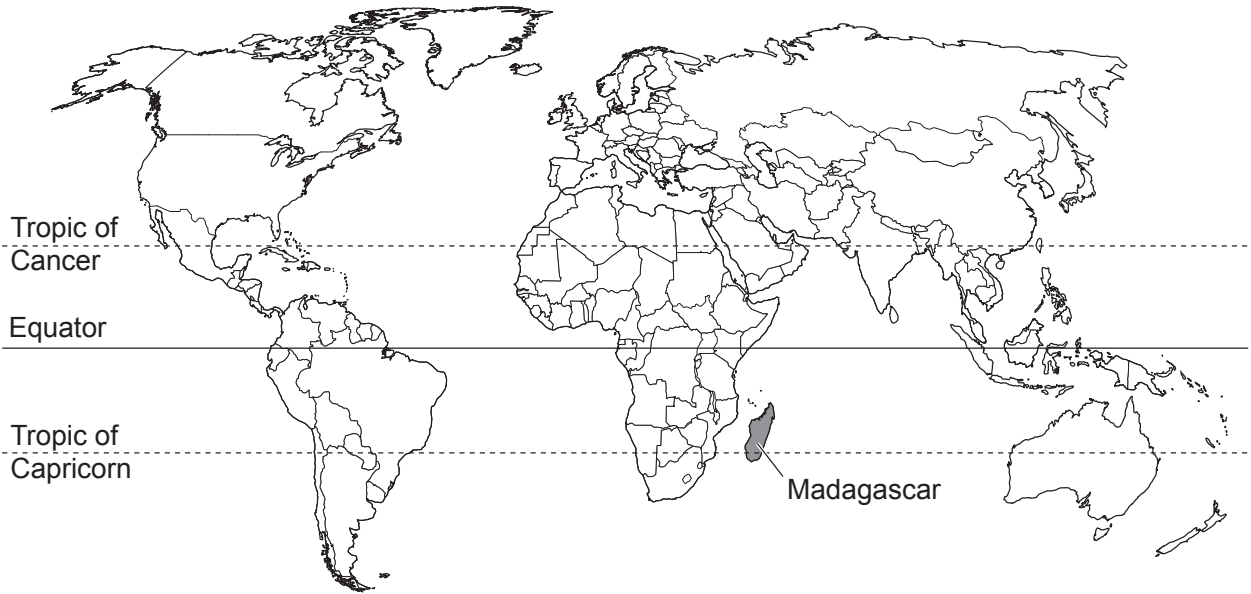 Tropic of
Cancer
Equator
Tropic of
Capricorn
Madagascar